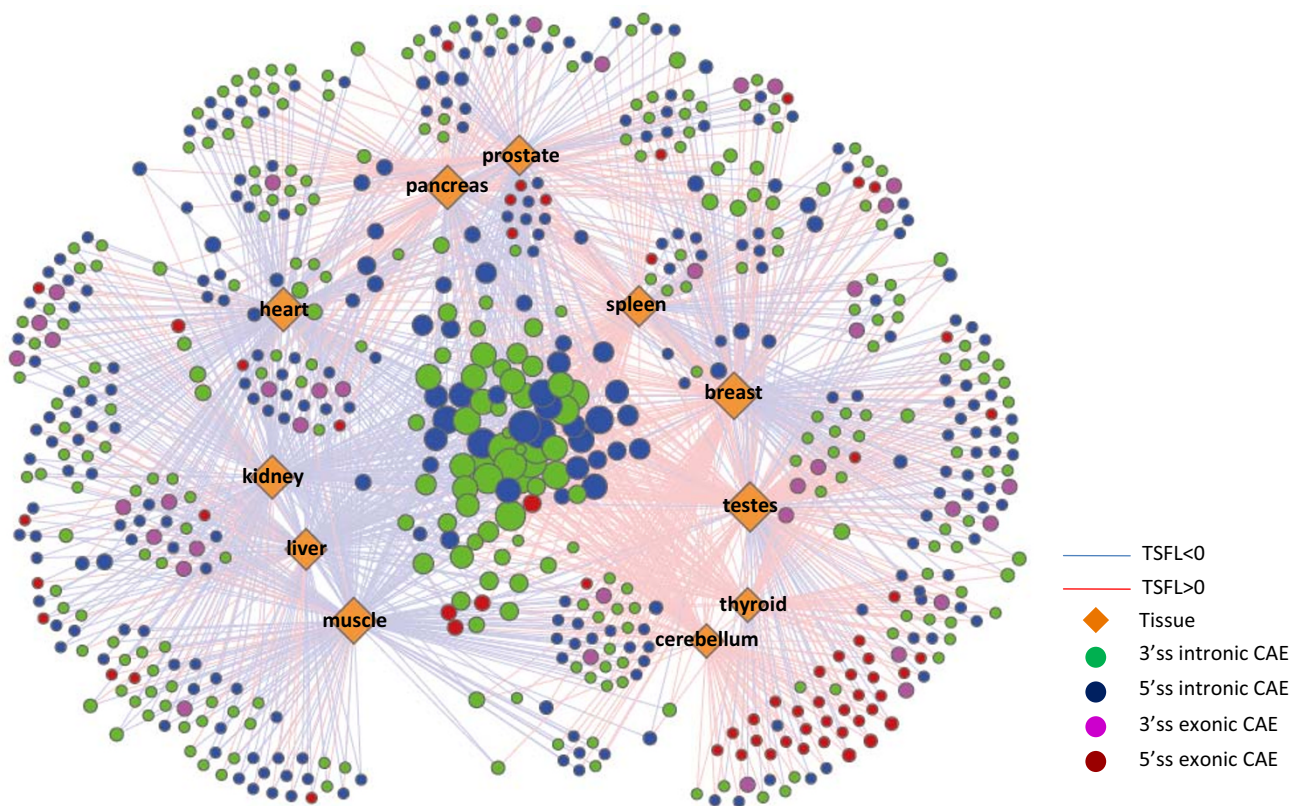 prostate
pancreas
heart
spleen
breast
kidney
testes
liver
thyroid
muscle
cerebellum
TSFL<0
TSFL>0
Tissue
3’ss intronic CAE
5’ss intronic CAE
3’ss exonic CAE
5’ss exonic CAE